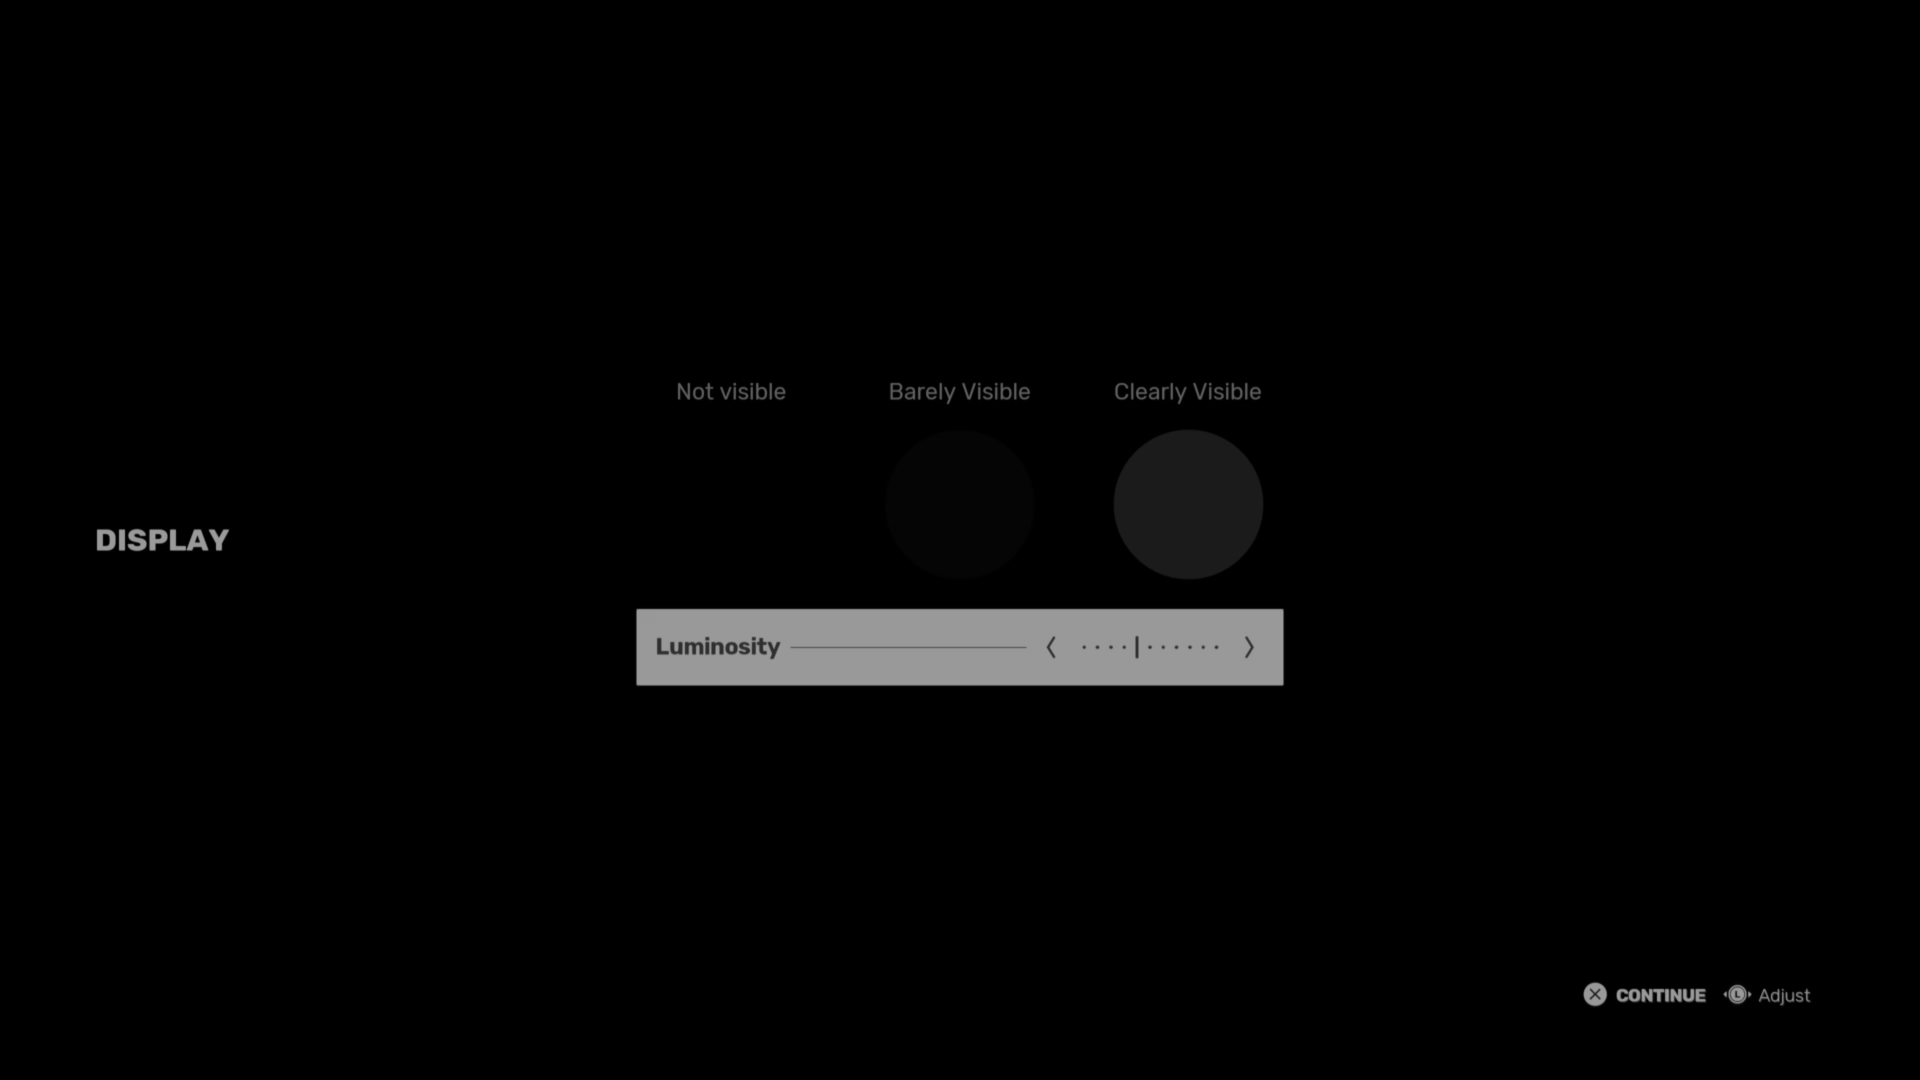 Not visible
Barely Visible
Clearly Visible
DISPLAY
Luminosity
CONTINUE
L
Adjust